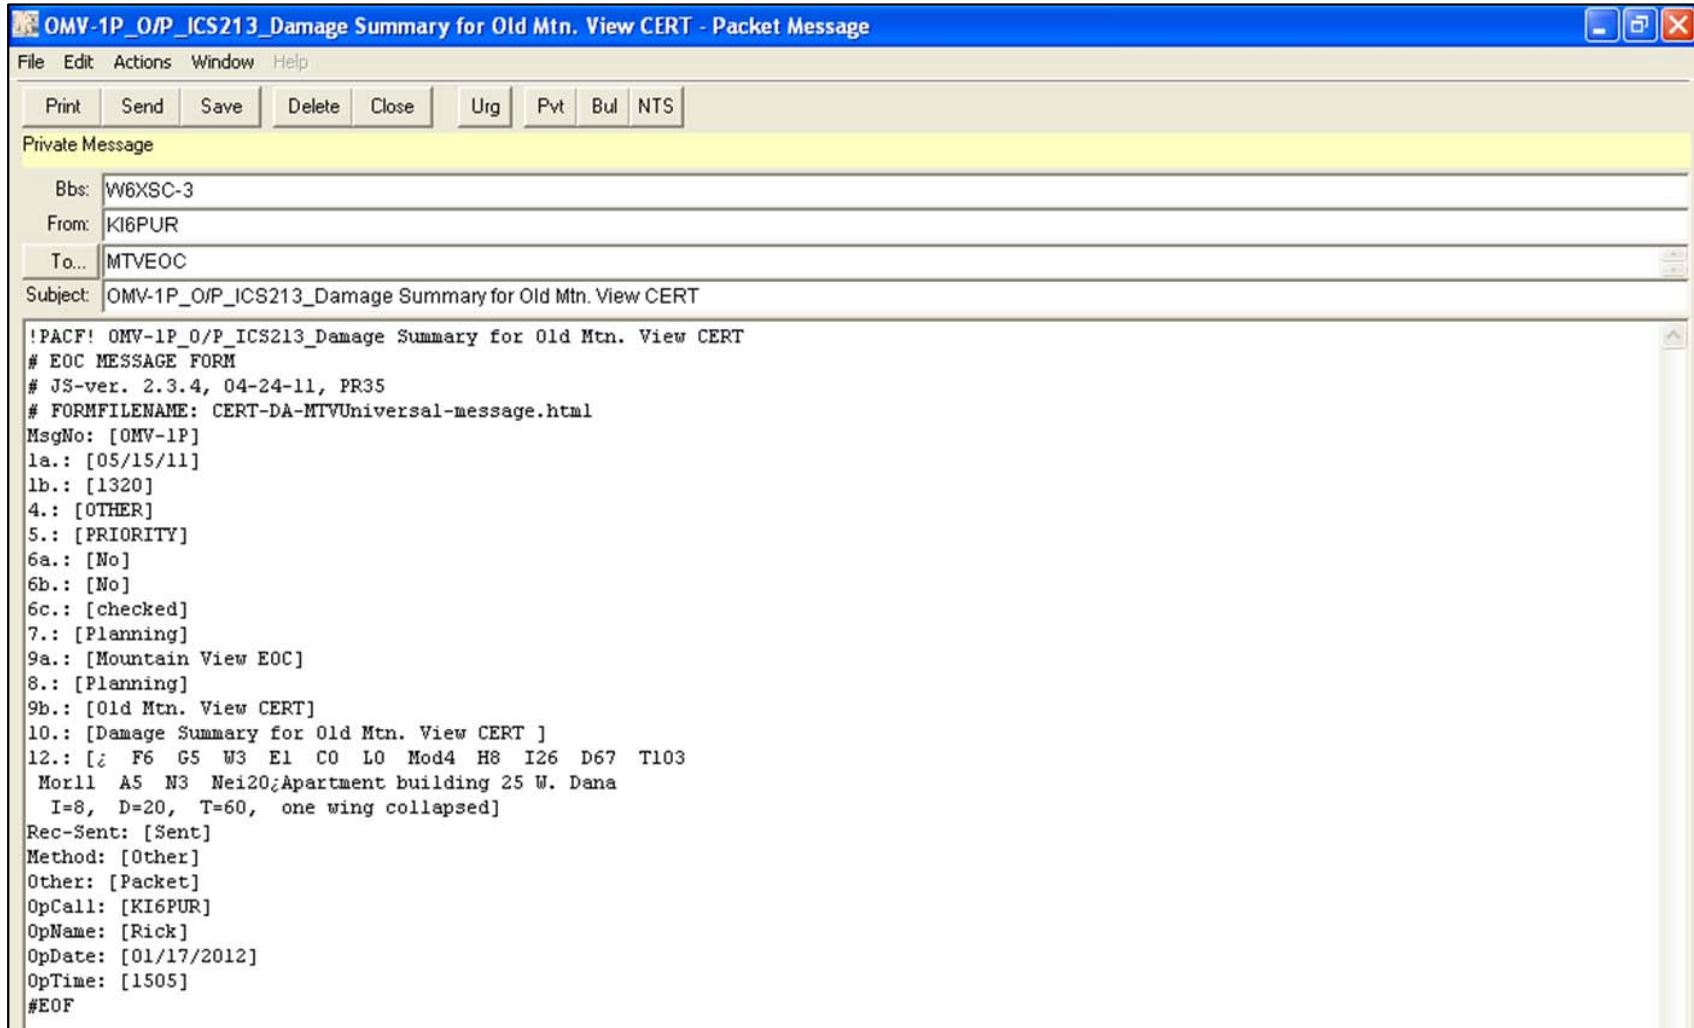 OMV-1P_O/P_ICS213_Damage Summary for Old Mtn. View CERT - Packet Message
File Edit Actions Window Help
Print Send Save Delete Close Urg Pvt Bul NTS
Private Message
Bbs: W6XSC-3
From: KI6PUR
To... MTVEOC
Subject: OMV-1P_O/P_ICS213_Damage Summary for Old Mtn. View CERT
!PACF! OMV-1P_O/P_ICS213_Damage Summary for Old Mtn. View CERT
# EOC MESSAGE FORM
# JS-ver. 2.3.4, 04-24-11, PR35
# FORMFILENAME: CERT-DA-MTVUniversal-message.html
MsgNo: [OMV-1P]
1a.: [05/15/11]
1b.: [1320]
4.: [OTHER]
5.: [PRIORITY]
6a.: [No]
6b.: [No]
6c.: [checked]
7.: [Planning]
9a.: [Mountain View EOC]
8.: [Planning]
9b.: [Old Mtn. View CERT]
10.: [Damage Summary for Old Mtn. View CERT ]
12.: [¿  F6  G5  W3  E1  C0  L0  Mod4  H8  I26  D67  T103
Mor11  A5  N3  Nei20¿Apartment building 25 W. Dana
I=8,  D=20,  T=60,  one wing collapsed]
Rec-Sent: [Sent]
Method: [Other]
Other: [Packet]
OpCall: [KI6PUR]
OpName: [Rick]
OpDate: [01/17/2012]
OpTime: [1505]
#EOF